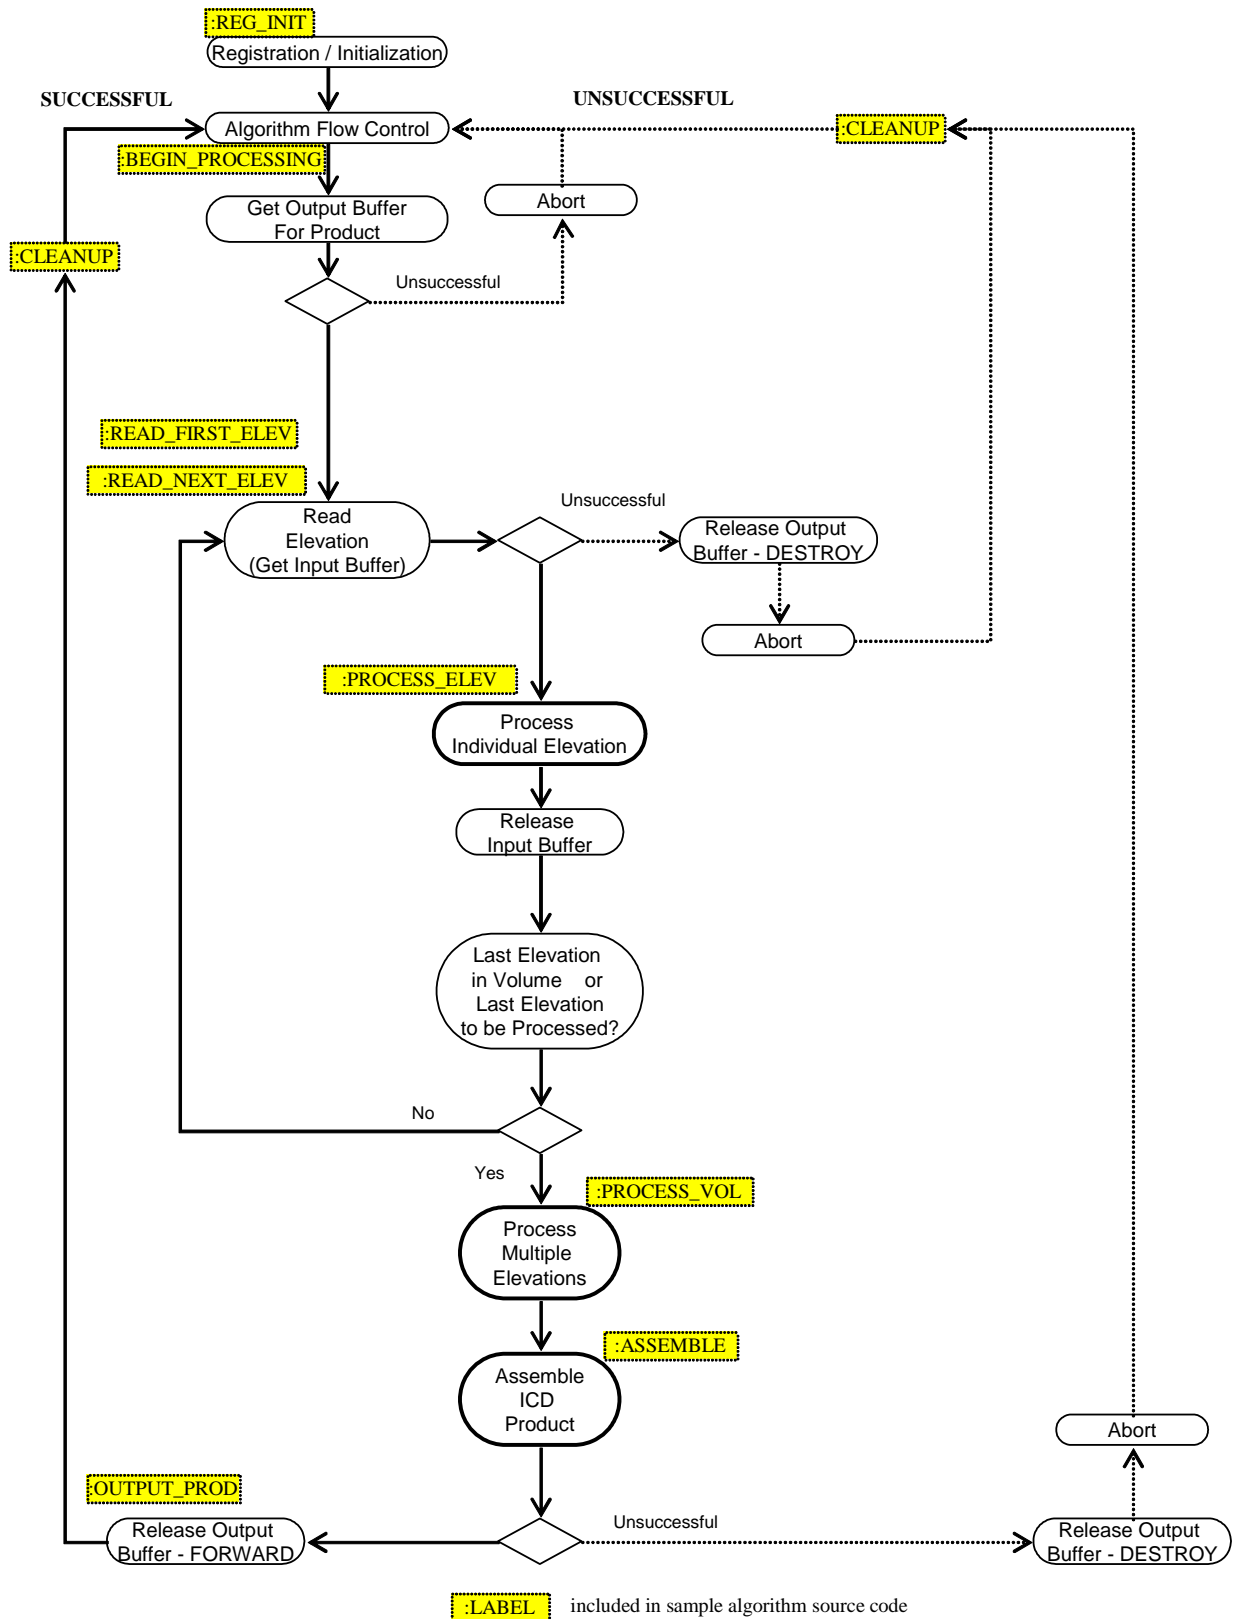 :REG_INIT
Registration / Initialization
SUCCESSFUL
UNSUCCESSFUL
Algorithm Flow Control
:CLEANUP
:BEGIN_PROCESSING
Get Output Buffer
For Product
Abort
:CLEANUP
Unsuccessful
:READ_FIRST_ELEV
:READ_NEXT_ELEV
Read
Elevation
(Get Input Buffer)
Unsuccessful
Release Output
Buffer - DESTROY
Abort
:PROCESS_ELEV
Process
Individual Elevation
Release
Input Buffer
Last Elevation
in Volume or
Last Elevation
to be Processed?
No
Yes
:PROCESS_VOL
Process
Multiple
Elevations
:ASSEMBLE
Assemble
ICD
Product
Abort
:OUTPUT_PROD
Release Output
Buffer - FORWARD
Unsuccessful
Release Output
Buffer - DESTROY
:LABEL included in sample algorithm source code